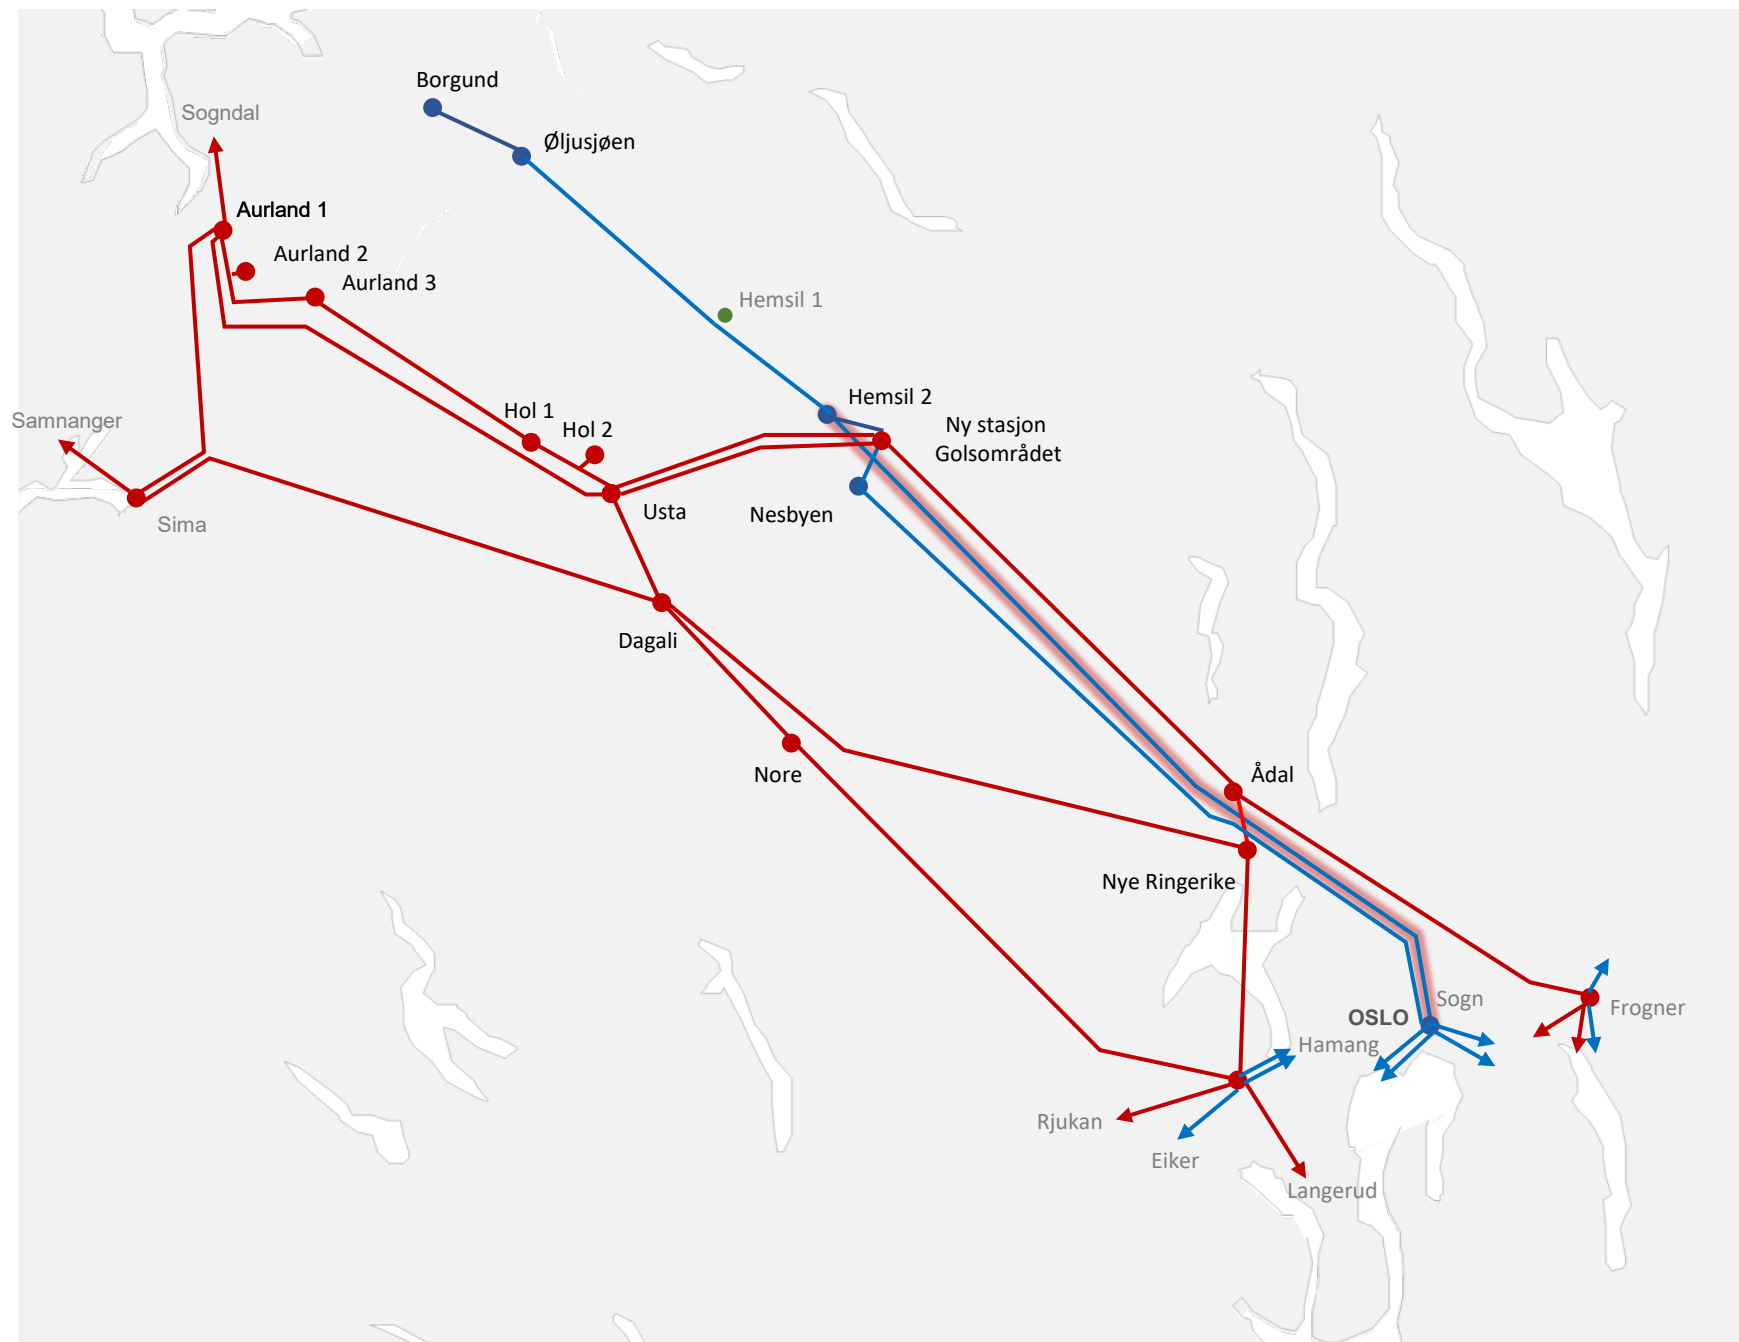 Borgund
Sogndal
Øljusjøen
Aurland 1
Aurland 2
Aurland 3
Hemsil 1
Hemsil 2
Hol 1
Samnanger
Hol 2
Ny stasjon
Golsområdet
Usta
Nesbyen
Sima
Dagali
Nore
Ådal
Nye Ringerike
Sogn
Frogner
OSLO
Hamang
Rjukan
Eiker
Langerud